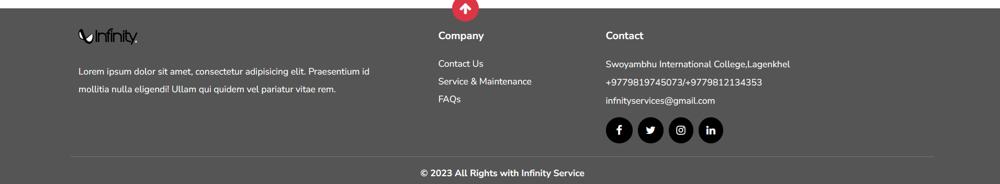 Infinity
Lorem ipsum dolor sit amet, consectetur adipisicing elit. Praesentium id
mollitia nulla eligendi! Ullam qui quidem vel pariatur vitae rem.
Company
Contact Us
Service & Maintenance
FAQs
Contact
Swoyambhu International College,Lagenkhel
+9779819745073/+9779812134353
infnityservices@gmail.com
© 2023 All Rights with Infinity Service